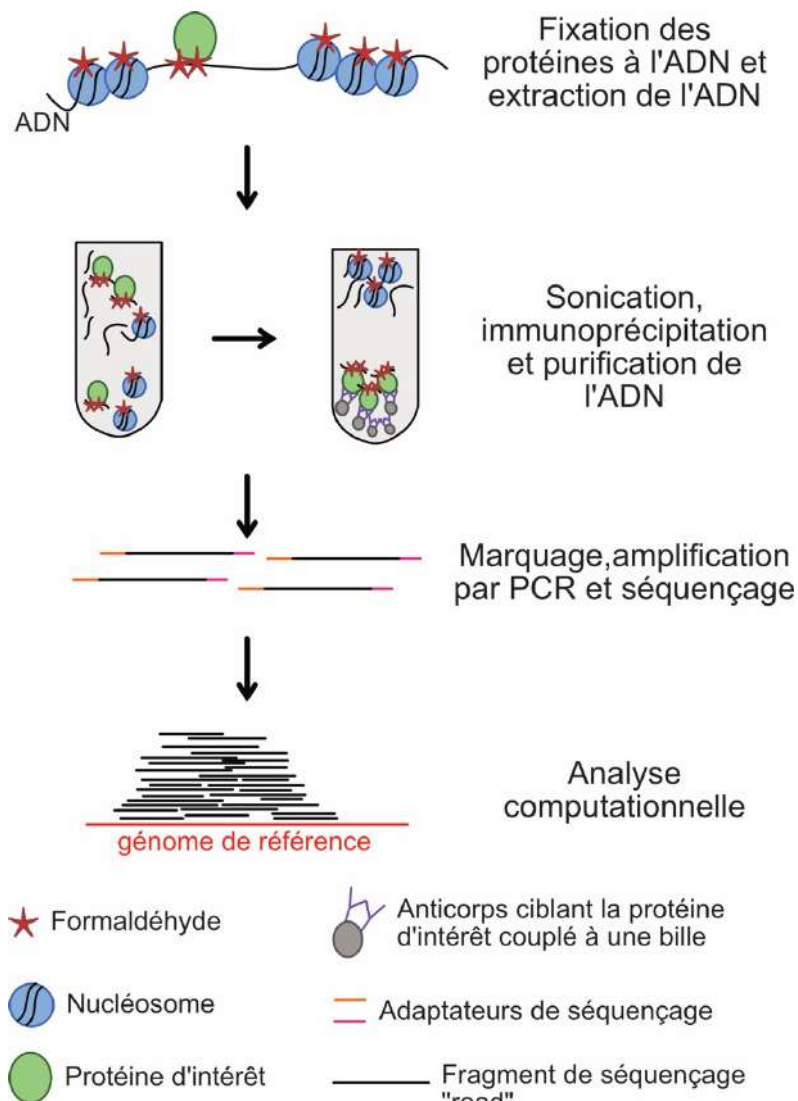 Fixation des
protéines à l'ADN et
extraction de l'ADN
ADN
Sonication,
immunoprécipitation
et purification de
l'ADN
Marquage,amplification
par PCR et séquençage
Analyse
computationnelle
génome de référence
Formaldéhyde
Anticorps ciblant la protéine
d'intérêt couplé à une bille
Nucléosome
Adaptateurs de séquençage
Protéine d'intérêt
Fragment de séquençage
"read"